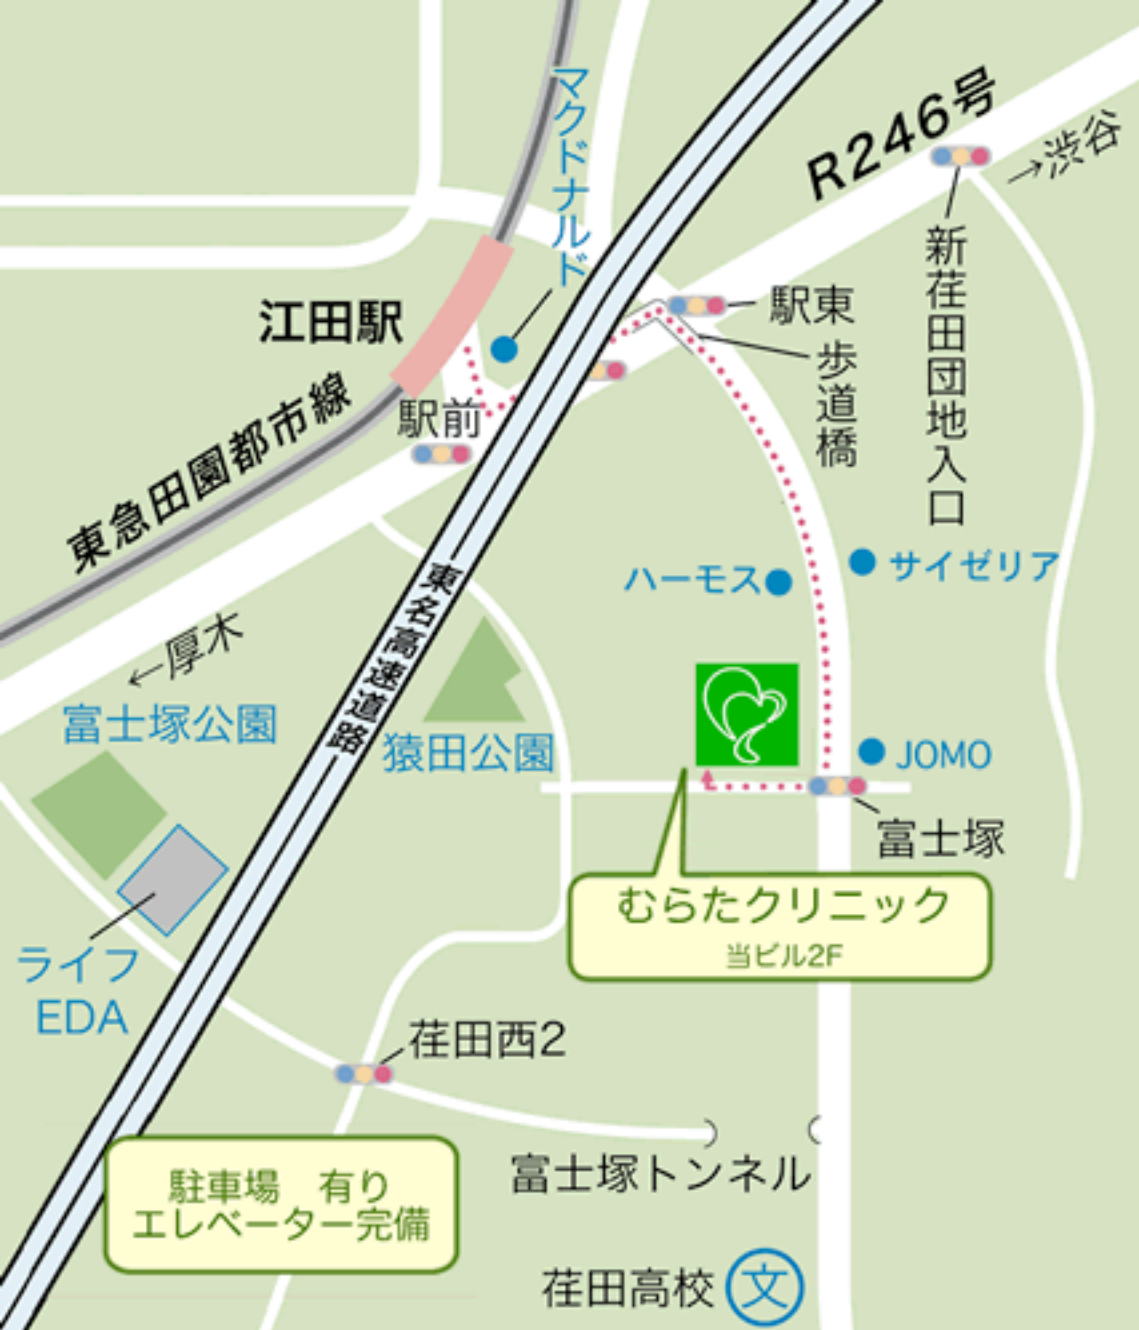 マクドナルド
R246号
→渋谷
新荏田団地入口
江田駅
駅東
歩道橋
駅前
東急田園都市線
東名高速道路
ハーモス
サイゼリア
←厚木
富士塚公園
猿田公園
JOMO
富士塚
むらたクリニック
当ビル2F
ライフ
EDA
荏田西2
駐車場　有り
エレベーター完備
富士塚トンネル
荏田高校
文